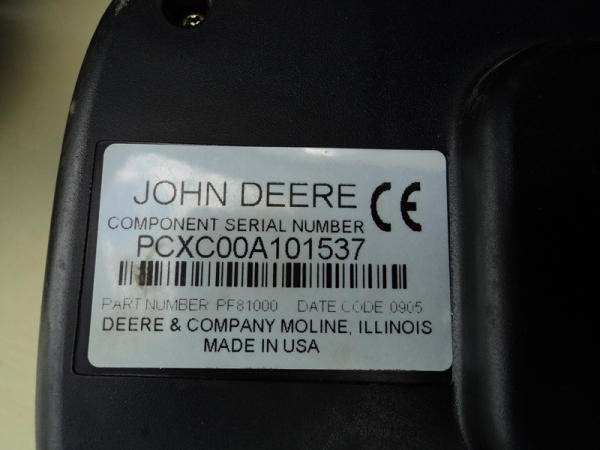 JOHN DEERE CE
COMPONENT SERIAL NUMBER
PCXC00A101537
PART NUMBER PF81000 DATE CODE 0905
DEERE & COMPANY MOLINE, ILLINOIS
MADE IN USA